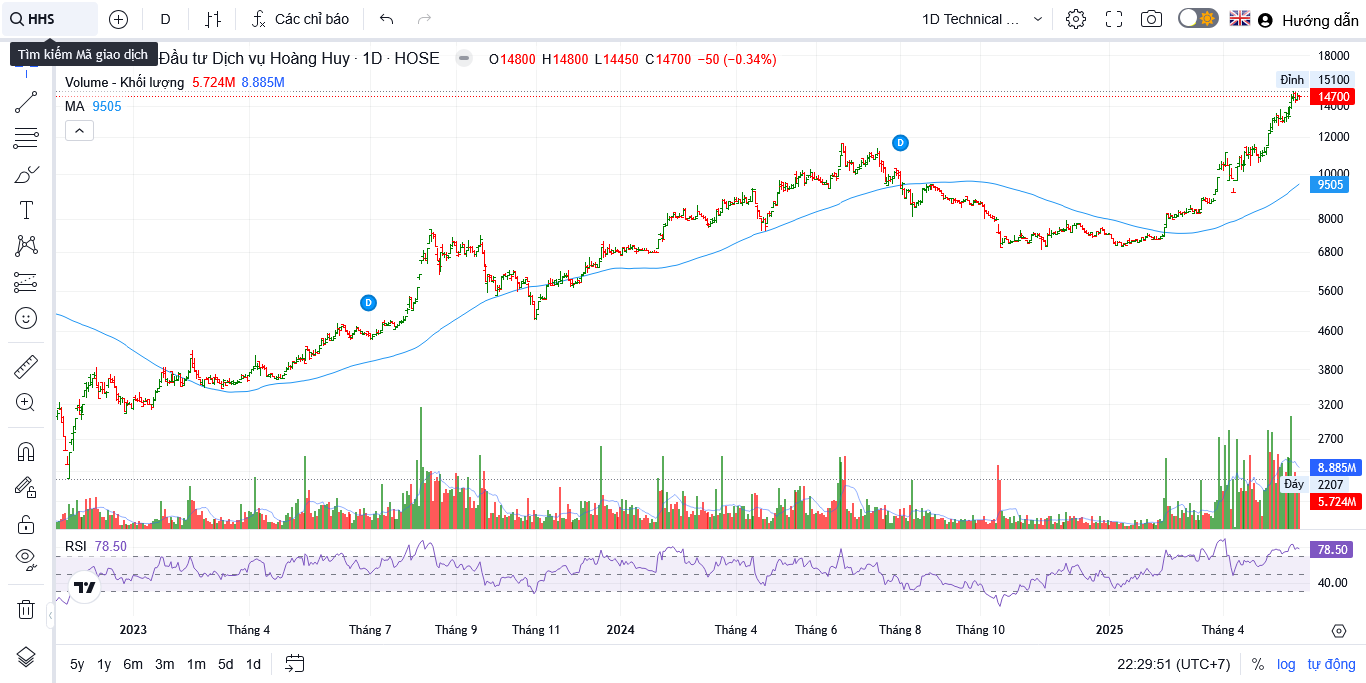 HHS
D
Các chỉ báo
1D Technical ...
Hướng dẫn
Tìm kiếm Mã giao dịch
Đầu tư Dịch vụ Hoàng Huy · 1D · HOSE
O14800 H14800 L14450 C14700 −50 (−0.34%)
Volume - Khối lượng 5.724M 8.885M
MA 9505
D
D
18000
Đỉnh 15100
14700
14000
12000
10000
9505
8000
6800
5600
4600
3800
3200
2700
8.885M
Đáy 2207
5.724M
RSI 78.50
78.50
40.00
2023 Tháng 4 Tháng 7 Tháng 9 Tháng 11 2024 Tháng 4 Tháng 6 Tháng 8 Tháng 10 2025 Tháng 4
5y 1y 6m 3m 1m 5d 1d
22:29:51 (UTC+7) % log tự động